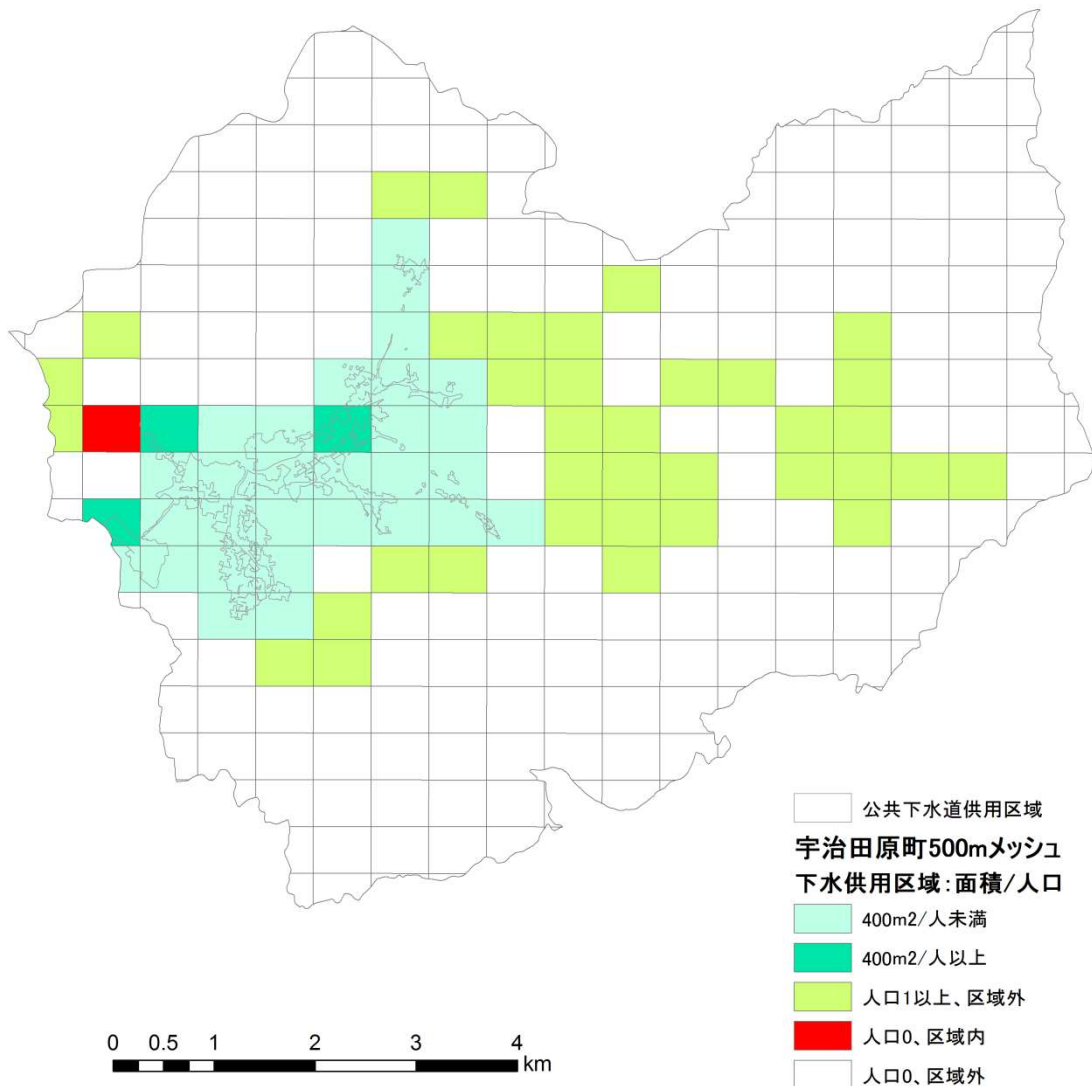 公共下水道供用区域
宇治田原町500mメッシュ
下水供用区域:面積/人口
400m2/人未満
400m2/人以上
人口1以上、区域外
人口0、区域内
人口0、区域外
0 0.5 1 2 3 4
km